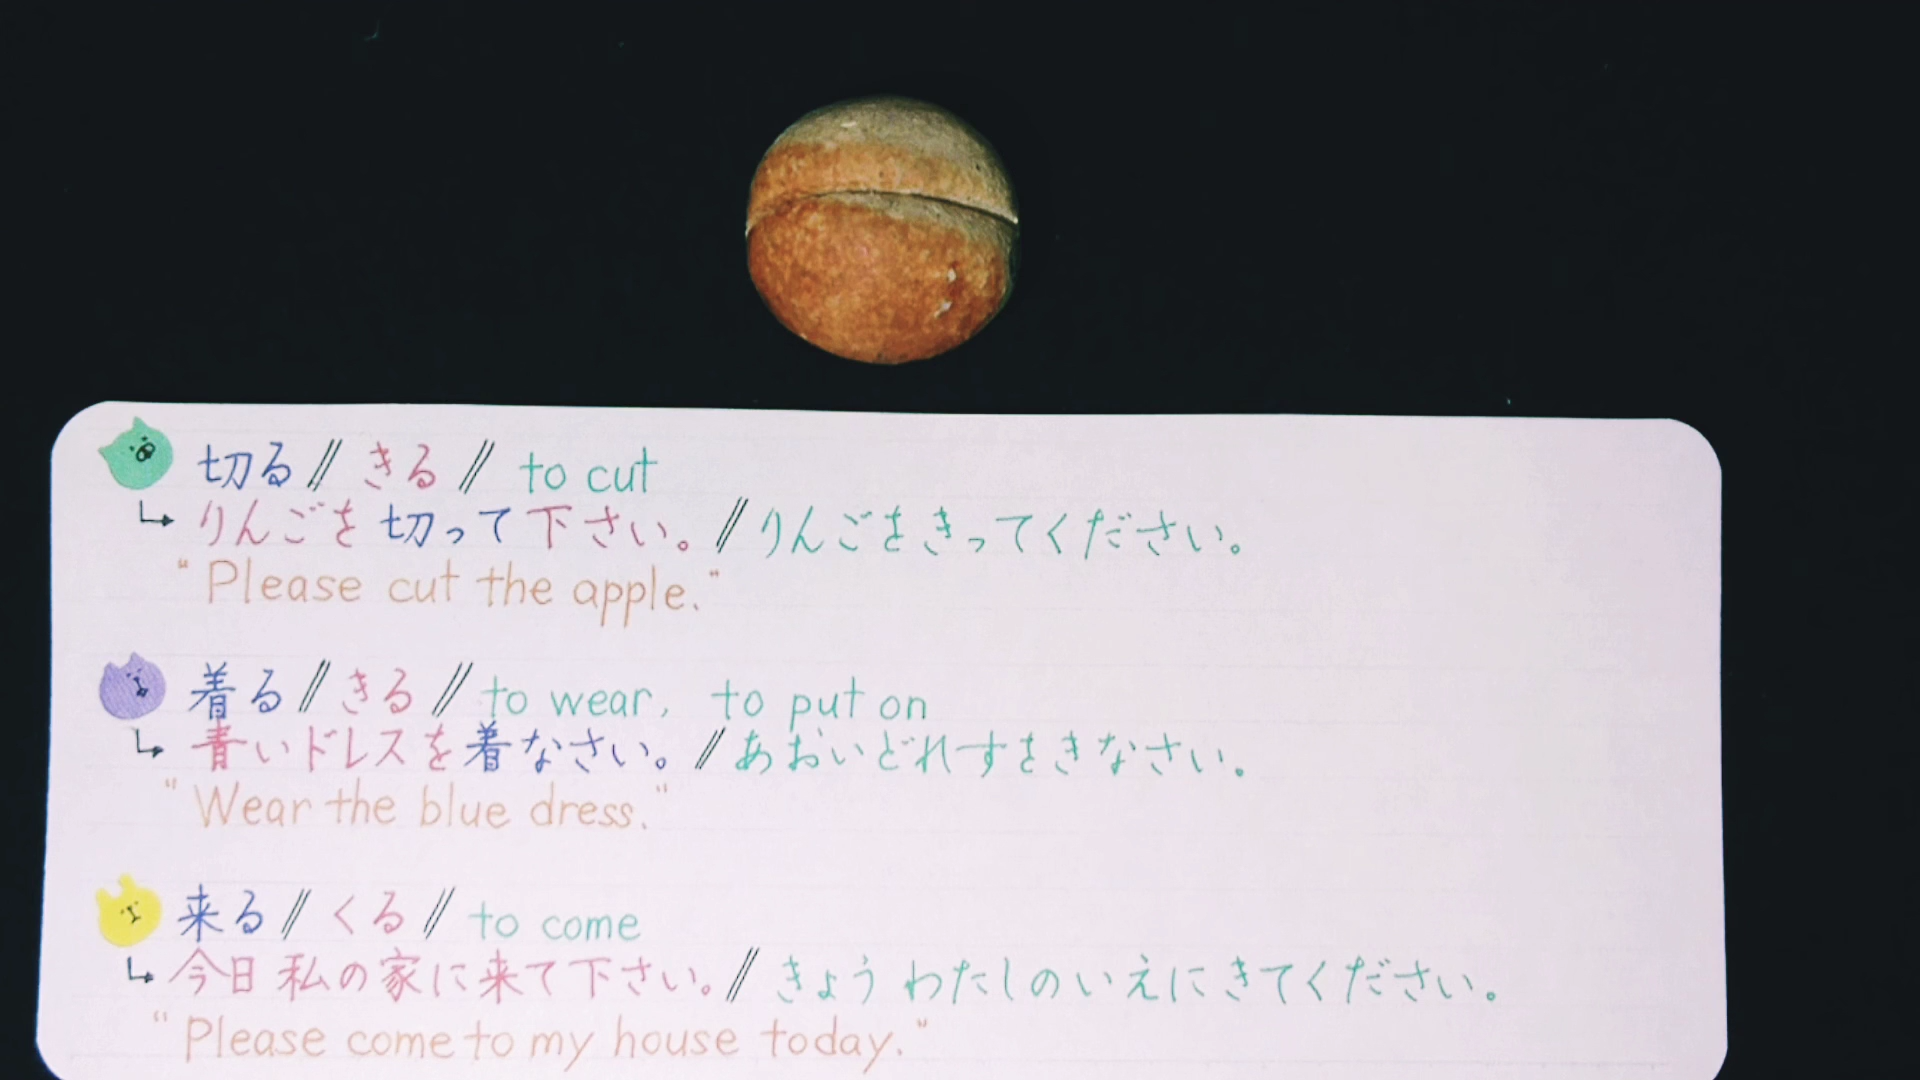 切る // きる // to cut
りんごを切って下さい。 // りんごをきってください。
"Please cut the apple."
着る // きる // to wear, to put on
青いドレスを着なさい。 // あおいどれすをきなさい。
"Wear the blue dress."
来る // くる // to come
今日私の家に来て下さい。 // きょう わたしのいえにきてください。
"Please come to my house today."